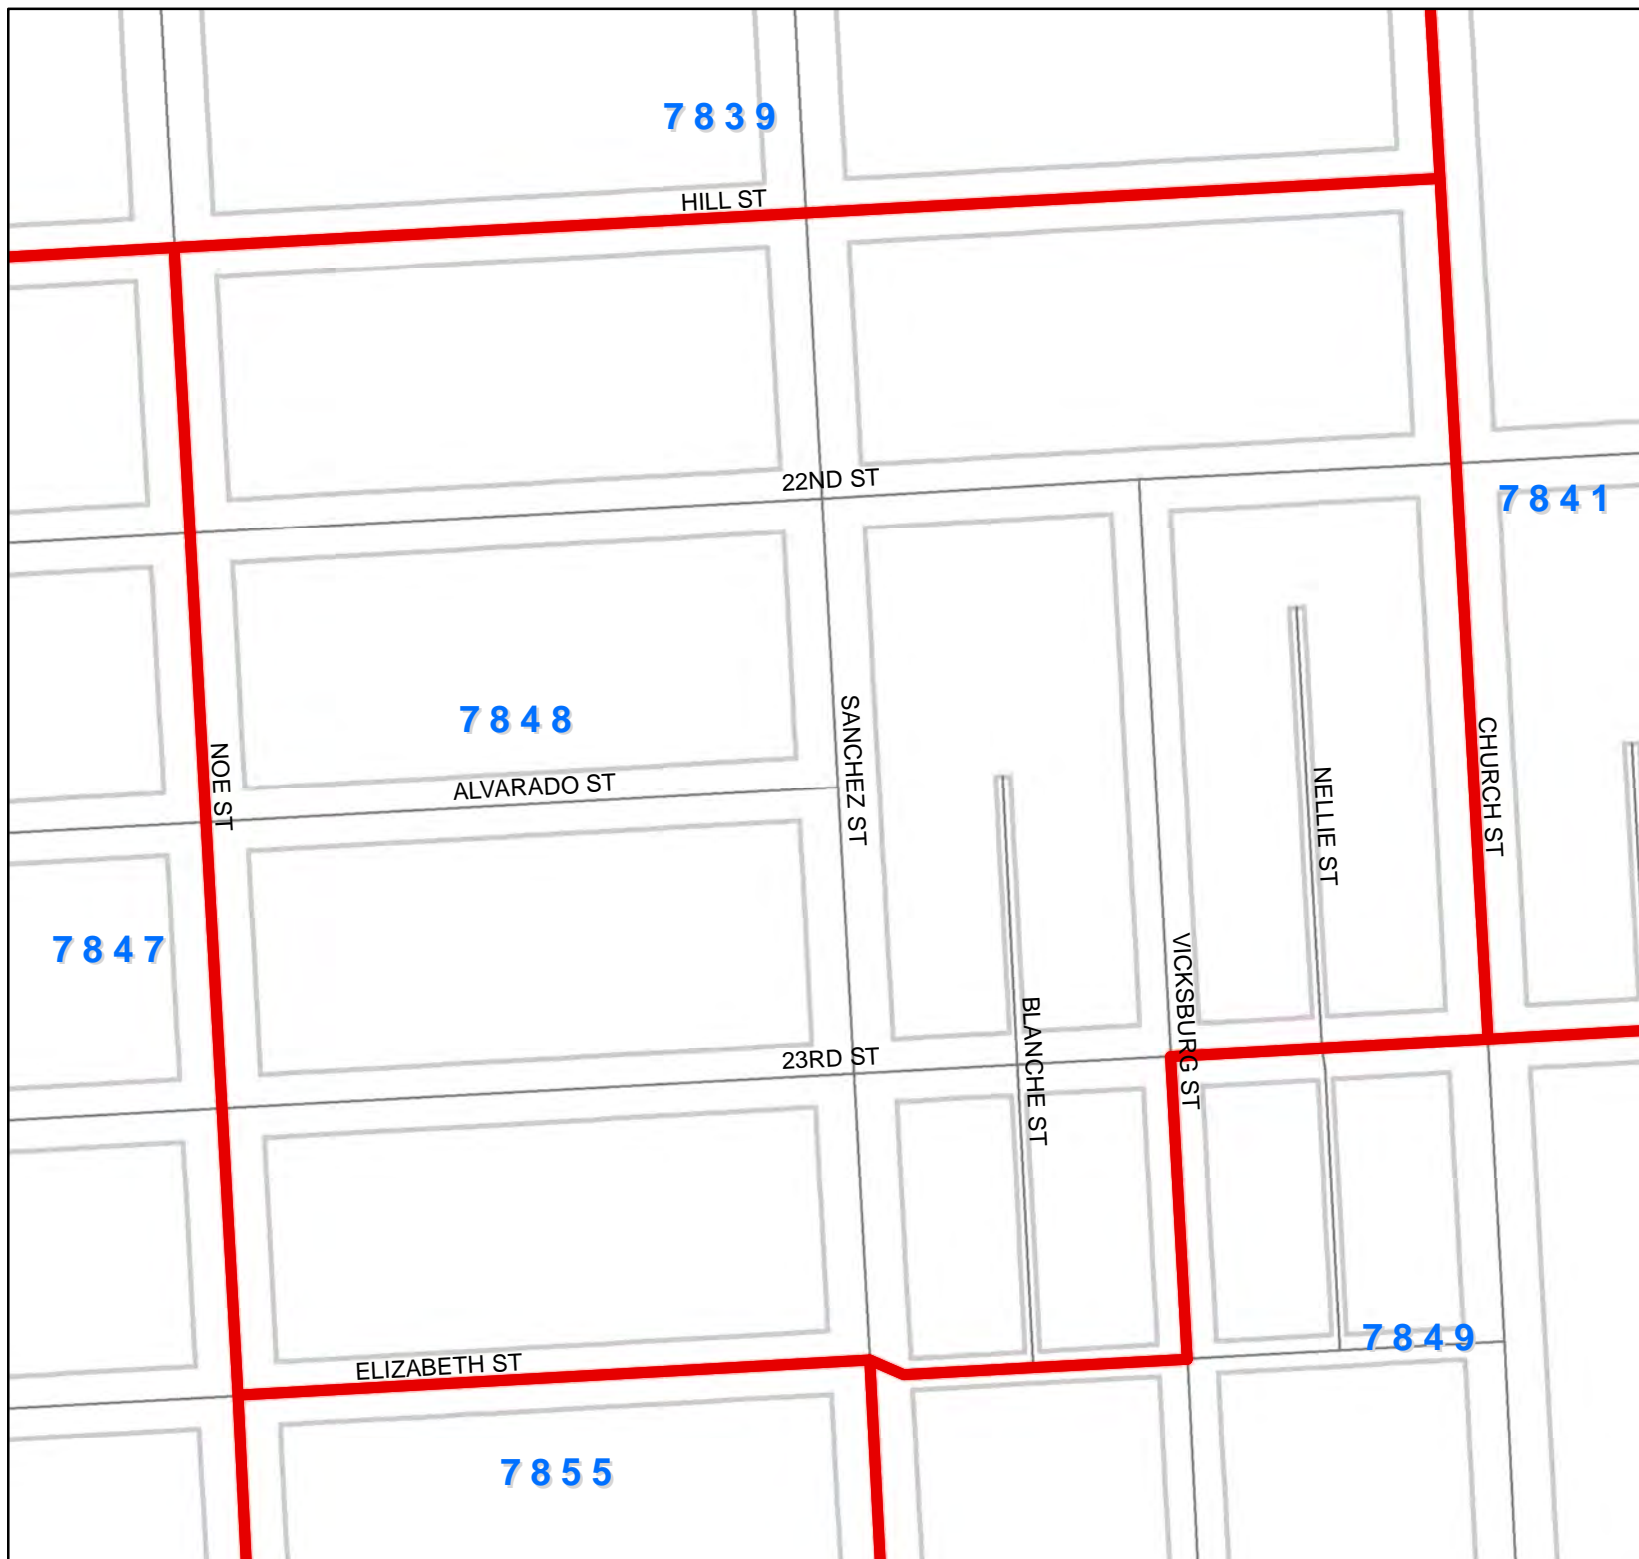 7839
HILL ST
22ND ST
7841
7848
SANCHEZ ST
CHURCH ST
NOE ST
ALVARADO ST
NELLIE ST
7847
VICKSBURG ST
BLANCHE ST
23RD ST
7849
ELIZABETH ST
7855